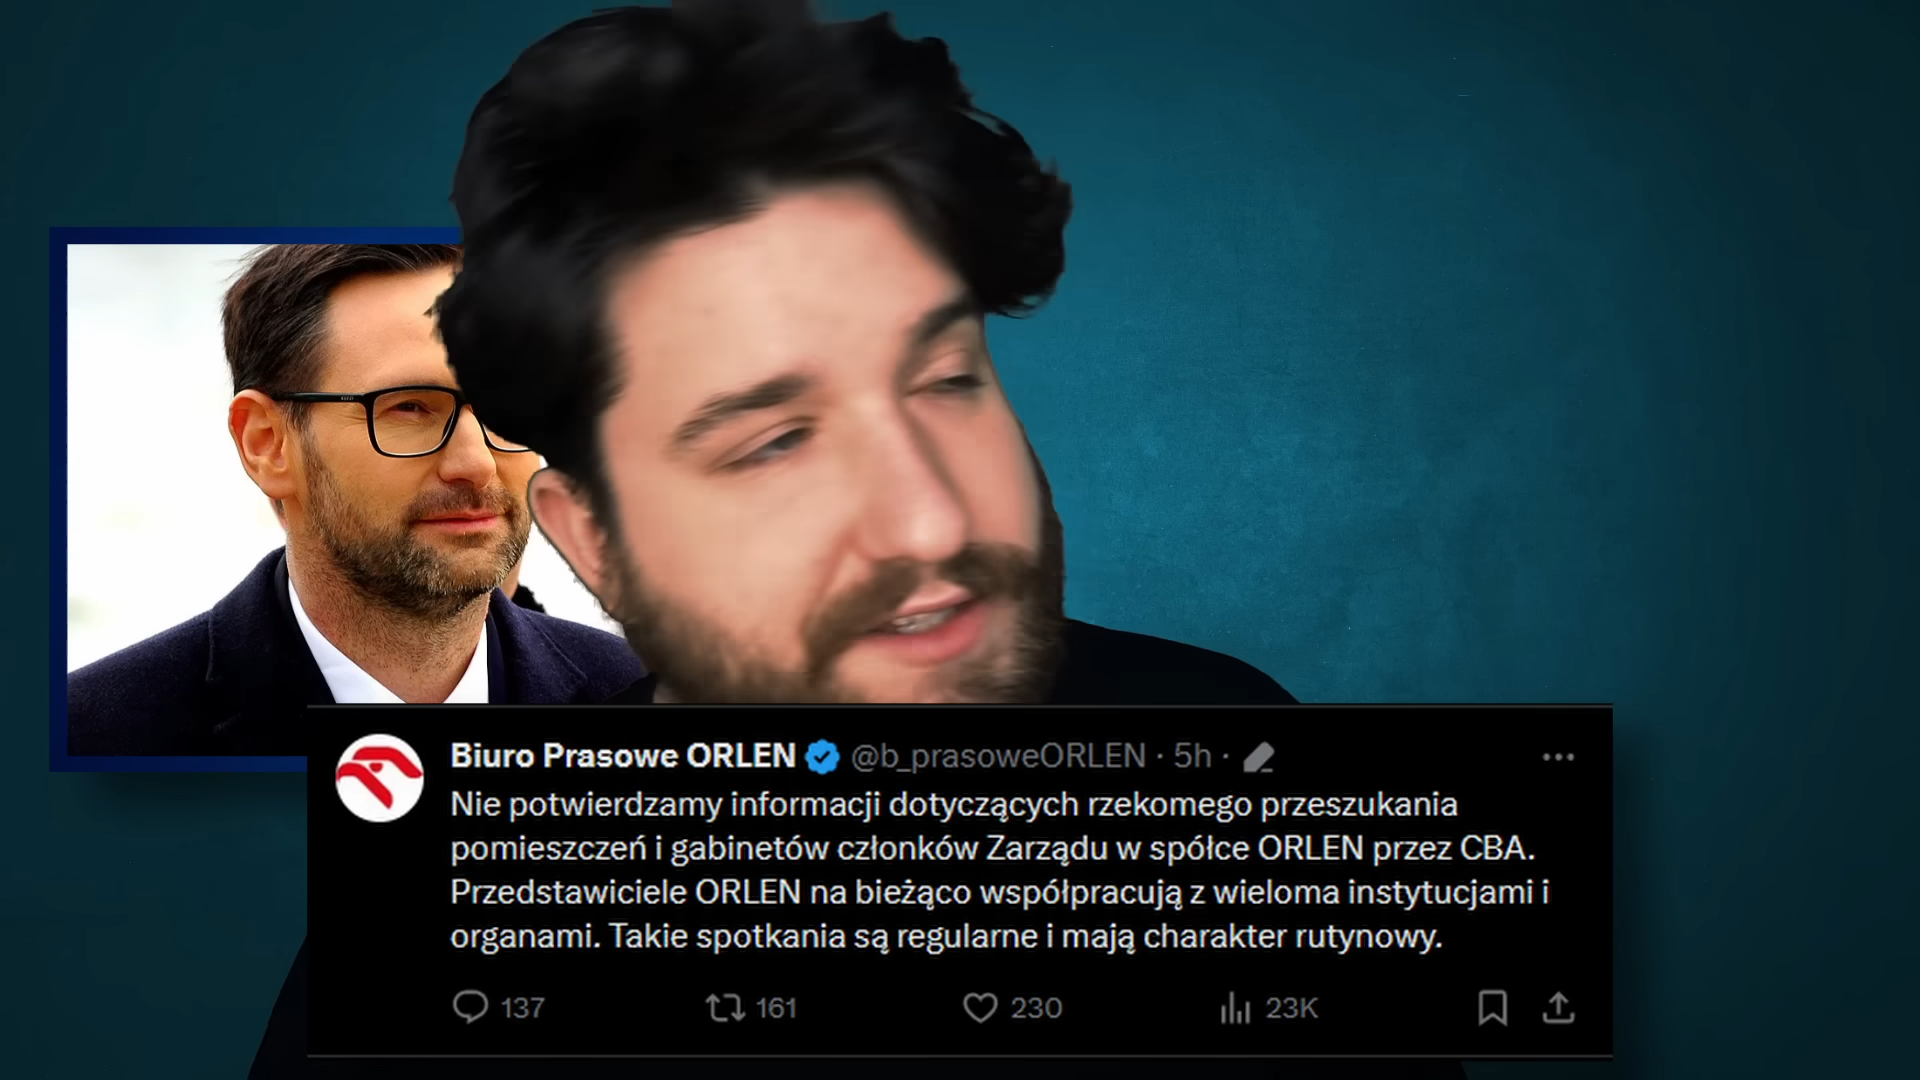 Biuro Prasowe ORLEN @b_prasoweORLEN · 5h ·
Nie potwierdzamy informacji dotyczących rzekomego przeszukania
pomieszczeń i gabinetów członków Zarządu w spółce ORLEN przez CBA.
Przedstawiciele ORLEN na bieżąco współpracują z wieloma instytucjami i
organami. Takie spotkania są regularne i mają charakter rutynowy.
137 161 230 23K